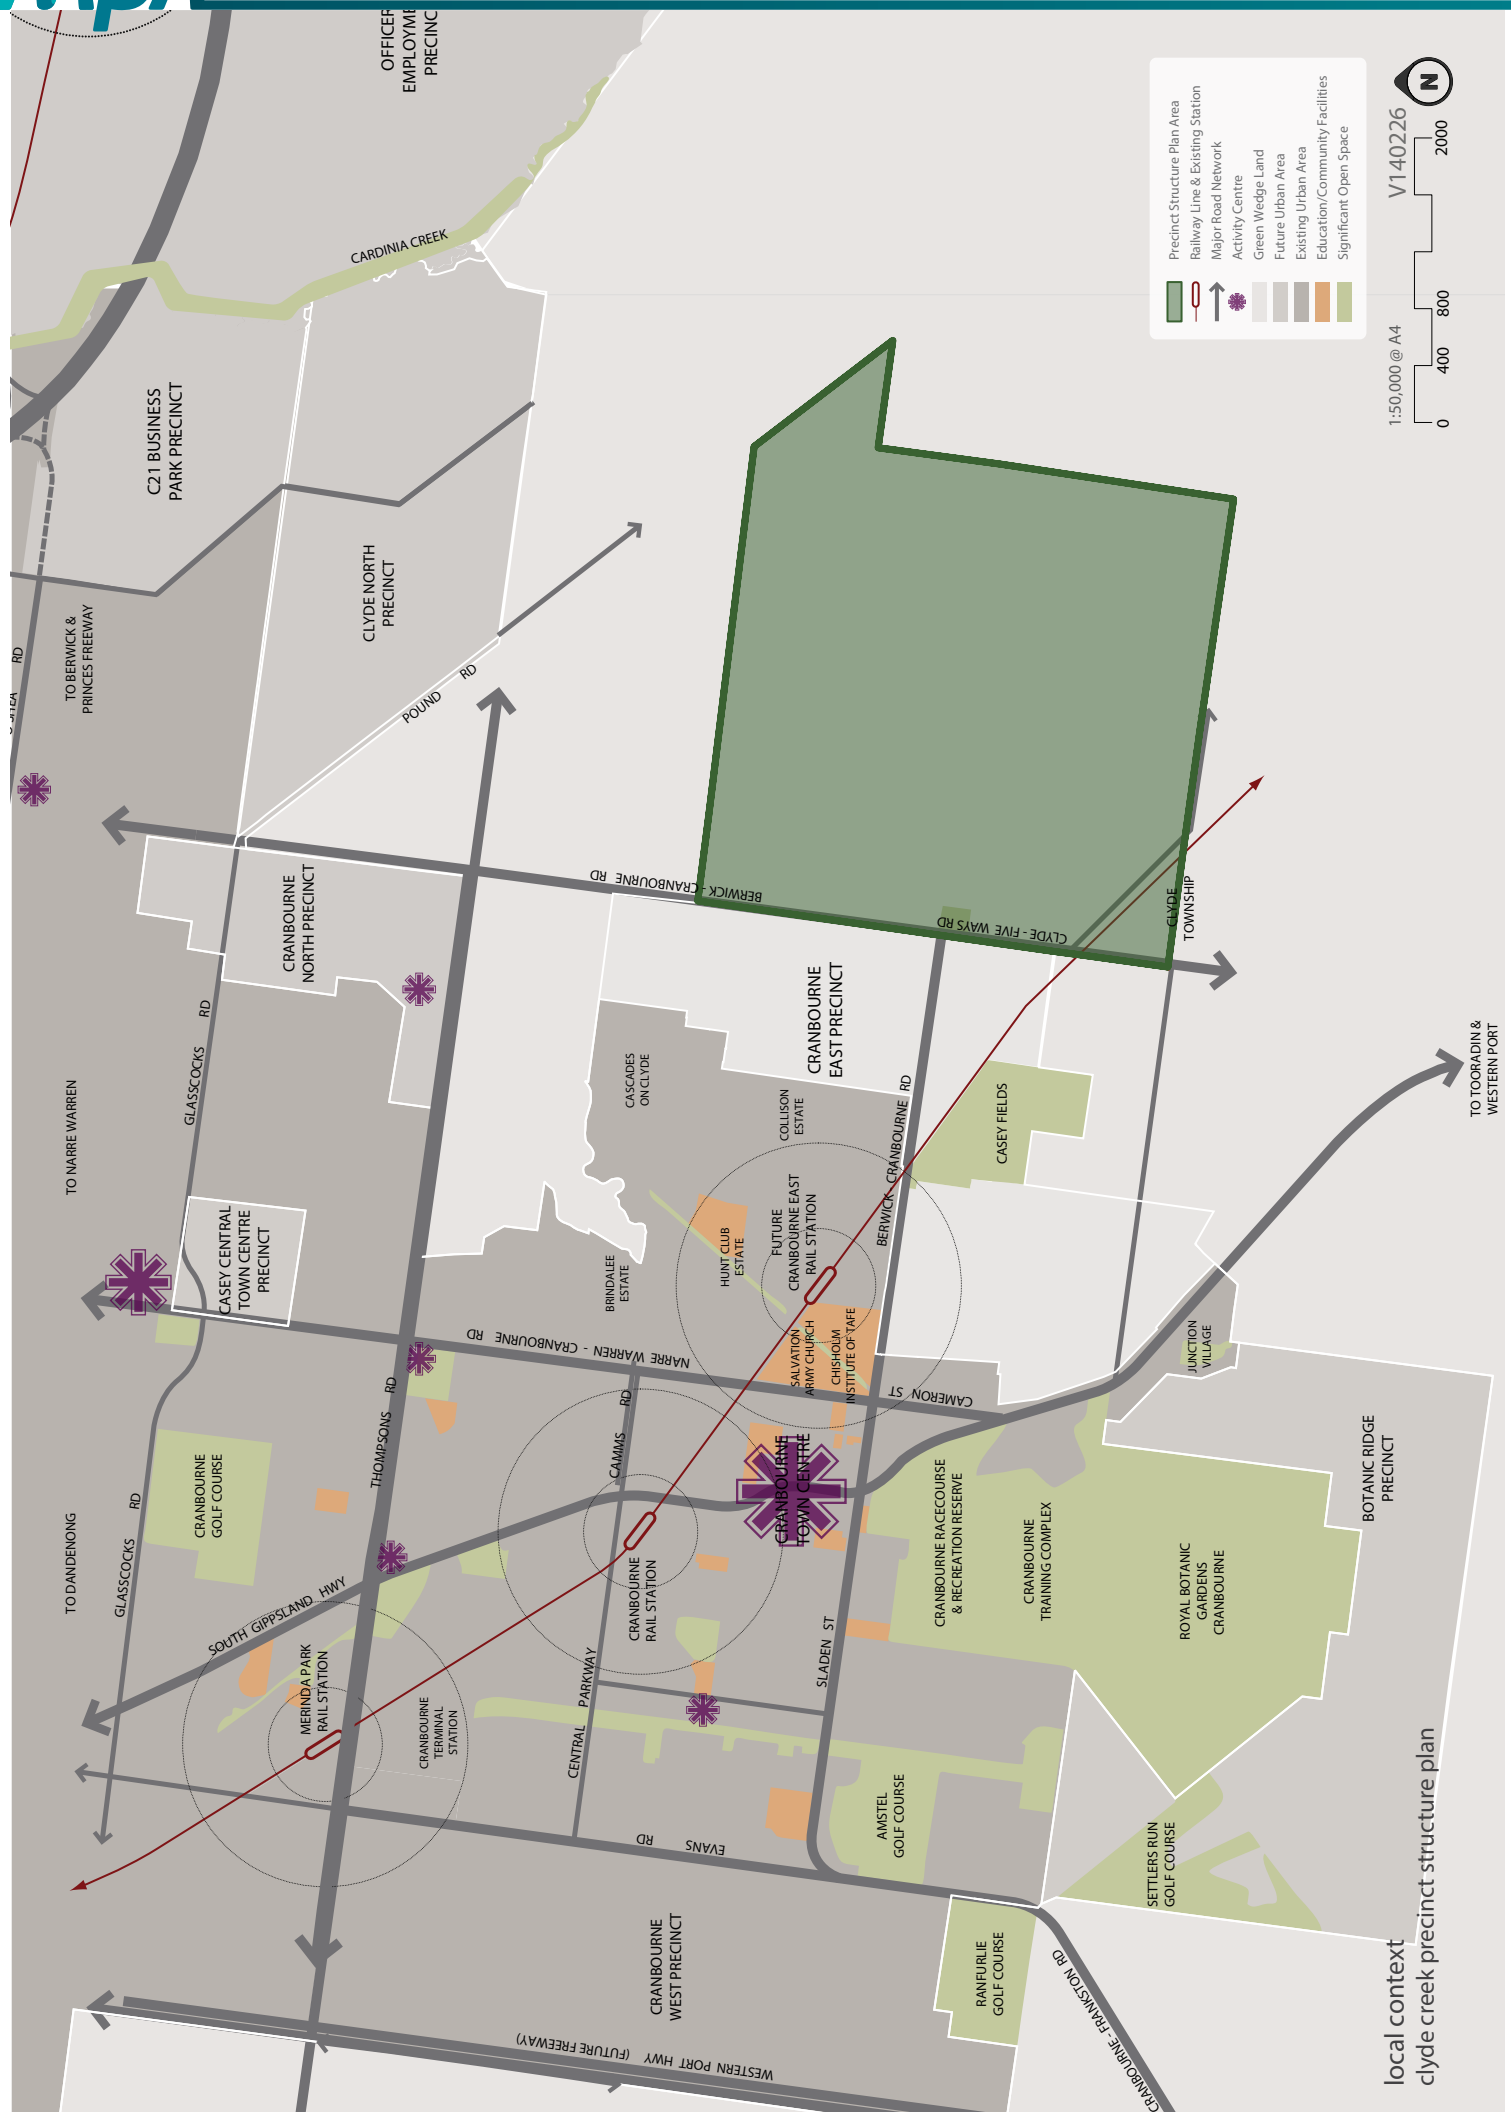 OFFICER
EMPLOYME
PRECINC
CARDINIA CREEK
C21 BUSINESS
PARK PRECINCT
CLYDE NORTH
PRECINCT
TO BERWICK &
PRINCES FREEWAY
RD
POUND RD
BERWICK - CRANBOURNE RD
CLYDE - FIVE WAYS RD
CLYDE
TOWNSHIP
CRANBOURNE
NORTH PRECINCT
CRANBOURNE
EAST PRECINCT
CASCADES
ON CLYDE
COLLISON
ESTATE
GLASSCOCKS RD
TO NARRE WARREN
CASEY CENTRAL
TOWN CENTRE
PRECINCT
BRINDALEE
ESTATE
HUNT CLUB
ESTATE
FUTURE
CRANBOURNE EAST
RAIL STATION
BERWICK CRANBOURNE RD
CASEY FIELDS
TO TOORADIN &
WESTERN PORT
NARRE WARREN - CRANBOURNE RD
SALVATION
ARMY CHURCH
CHISHOLM
INSTITUTE OF TAFE
CAMERON ST
JUNCTION
VILLAGE
THOMPSONS RD
CAMMS RD
CRANBOURNE
TOWN CENTRE
CRANBOURNE
GOLF COURSE
GLASSCOCKS RD
TO DANDENONG
SOUTH GIPPSLAND HWY
CRANBOURNE
RAIL STATION
MERINDA PARK
RAIL STATION
CRANBOURNE
TERMINAL
STATION
CENTRAL PARKWAY
SLADEN ST
CRANBOURNE RACECOURSE
& RECREATION RESERVE
CRANBOURNE
TRAINING COMPLEX
ROYAL BOTANIC
GARDENS
CRANBOURNE
BOTANIC RIDGE
PRECINCT
EVANS RD
AMSTEL
GOLF COURSE
SETTLERS RUN
GOLF COURSE
CRANBOURNE
WEST PRECINCT
RANFURLIE
GOLF COURSE
CRANBOURNE - FRANKSTON RD
WESTERN PORT HWY (FUTURE FREEWAY)
Precinct Structure Plan Area
Railway Line & Existing Station
Major Road Network
Activity Centre
Green Wedge Land
Future Urban Area
Existing Urban Area
Education/Community Facilities
Significant Open Space
V140226
N
1:50,000 @ A4
0 400 800 2000
local context
clyde creek precinct structure plan